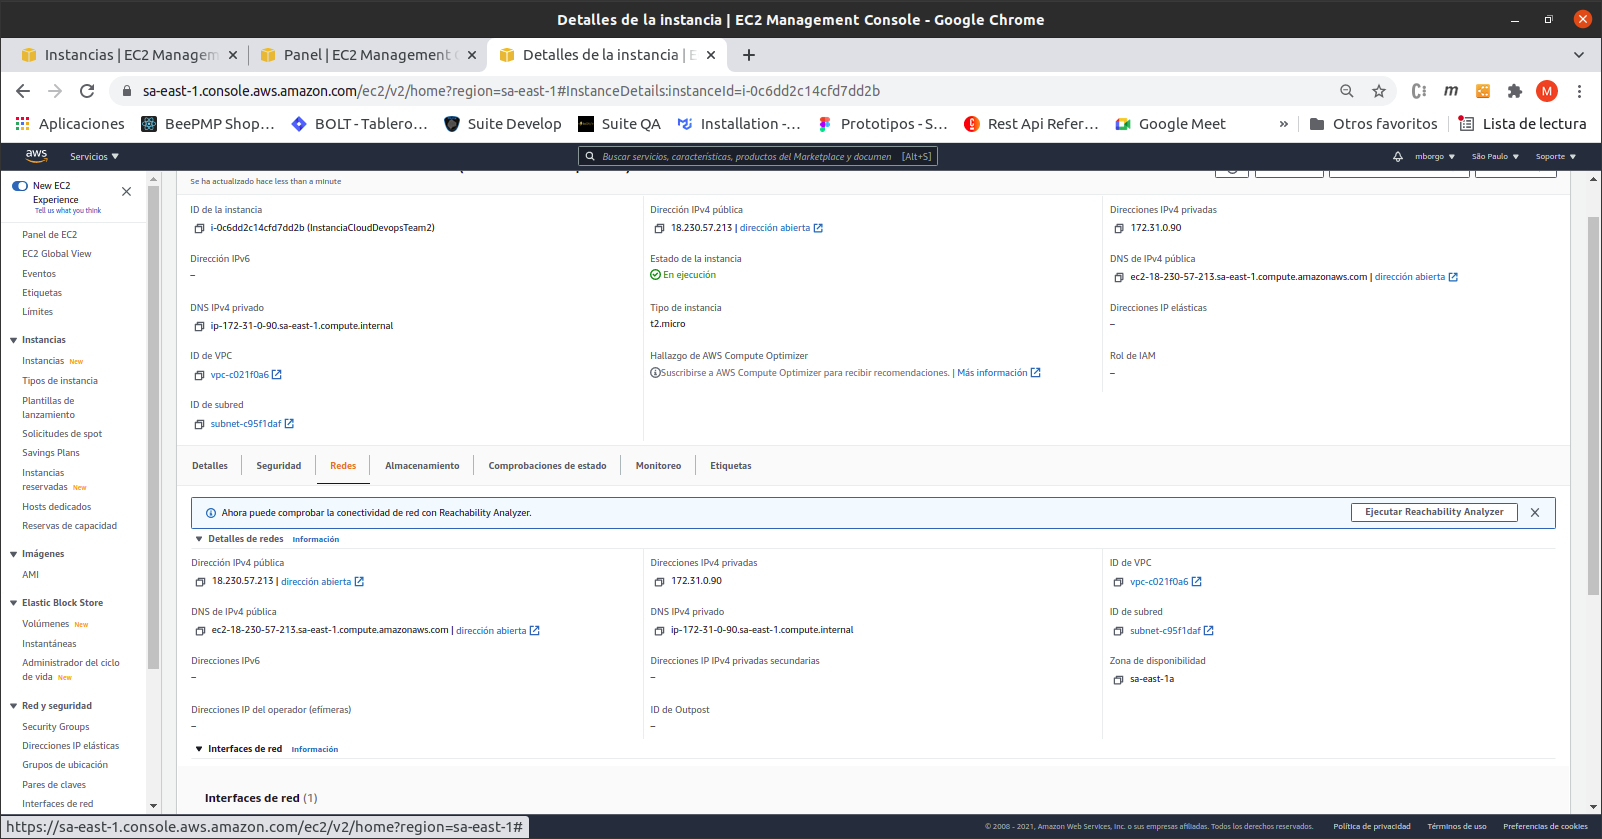 Detalles de la instancia | EC2 Management Console - Google Chrome
Instancias | EC2 Managem
Panel | EC2 Management
Detalles de la instancia | E
sa-east-1.console.aws.amazon.com/ec2/v2/home?region=sa-east-1#InstanceDetails:instanceId=i-0c6dd2c14cfd7dd2b
M
Aplicaciones
BeePMP Shop...
BOLT - Tablero...
Suite Develop
Suite QA
Installation -...
Prototipos - S...
Rest Api Refer...
Google Meet
»
Otros favoritos
Lista de lectura
aws
Servicios
Buscar servicios, características, productos del Marketplace y documen [Alt+S]
mborgo
São Paulo
Soporte
New EC2
Experience
Tell us what you think
Panel de EC2
EC2 Global View
Eventos
Etiquetas
Límites
Instancias
Instancias New
Tipos de instancia
Plantillas de
lanzamiento
Solicitudes de spot
Savings Plans
Instancias
reservadas New
Hosts dedicados
Reservas de capacidad
Imágenes
AMI
Elastic Block Store
Volúmenes New
Instantáneas
Administrador del ciclo
de vida New
Red y seguridad
Security Groups
Direcciones IP elásticas
Grupos de ubicación
Pares de claves
Interfaces de red
Se ha actualizado hace less than a minute
ID de la instancia
i-0c6dd2c14cfd7dd2b (InstanciaCloudDevopsTeam2)
Dirección IPv4 pública
18.230.57.213 | dirección abierta
Direcciones IPv4 privadas
172.31.0.90
Dirección IPv6
–
Estado de la instancia
En ejecución
DNS de IPv4 pública
ec2-18-230-57-213.sa-east-1.compute.amazonaws.com | dirección abierta
DNS IPv4 privado
ip-172-31-0-90.sa-east-1.compute.internal
Tipo de instancia
t2.micro
Direcciones IP elásticas
–
ID de VPC
vpc-c021f0a6
Hallazgo de AWS Compute Optimizer
Suscribirse a AWS Compute Optimizer para recibir recomendaciones. | Más información
Rol de IAM
–
ID de subred
subnet-c95f1daf
Detalles
Seguridad
Redes
Almacenamiento
Comprobaciones de estado
Monitoreo
Etiquetas
Ahora puede comprobar la conectividad de red con Reachability Analyzer.
Ejecutar Reachability Analyzer
Detalles de redes Información
Dirección IPv4 pública
18.230.57.213 | dirección abierta
Direcciones IPv4 privadas
172.31.0.90
ID de VPC
vpc-c021f0a6
DNS de IPv4 pública
ec2-18-230-57-213.sa-east-1.compute.amazonaws.com | dirección abierta
DNS IPv4 privado
ip-172-31-0-90.sa-east-1.compute.internal
ID de subred
subnet-c95f1daf
Direcciones IPv6
–
Direcciones IP IPv4 privadas secundarias
–
Zona de disponibilidad
sa-east-1a
Direcciones IP del operador (efímeras)
–
ID de Outpost
–
Interfaces de red Información
Interfaces de red (1)
https://sa-east-1.console.aws.amazon.com/ec2/v2/home?region=sa-east-1#
© 2008 - 2021, Amazon Web Services, Inc. o sus empresas afiliadas. Todos los derechos reservados.
Política de privacidad
Términos de uso
Preferencias de cookies